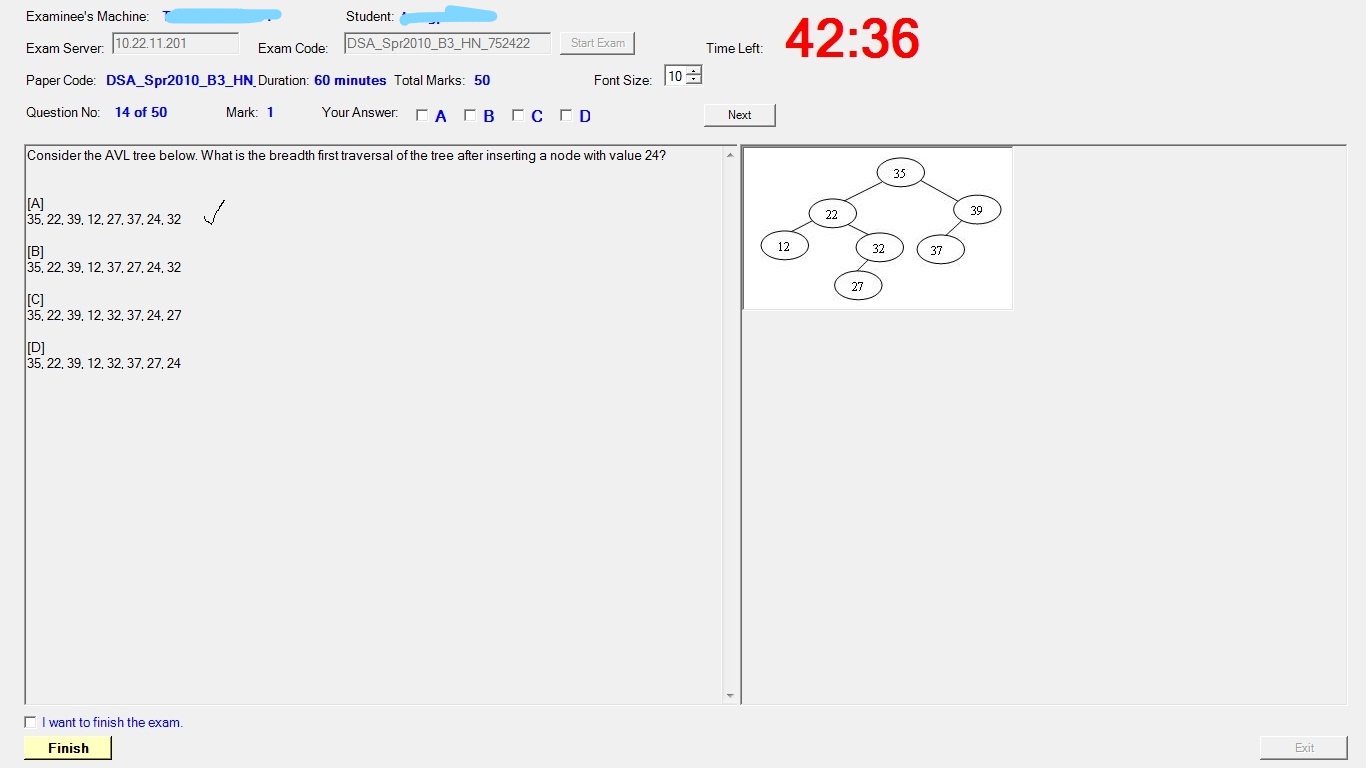 Examinee's Machine: Student:
Exam Server: 10.22.11.201 Exam Code: DSA_Spr2010_B3_HN_752422 Start Exam Time Left: 42:36
Paper Code: DSA_Spr2010_B3_HN_ Duration: 60 minutes Total Marks: 50 Font Size: 10
Question No: 14 of 50 Mark: 1 Your Answer: A B C D Next
Consider the AVL tree below. What is the breadth first traversal of the tree after inserting a node with value 24?
[A]
35, 22, 39, 12, 27, 37, 24, 32
[B]
35, 22, 39, 12, 37, 27, 24, 32
[C]
35, 22, 39, 12, 32, 37, 24, 27
[D]
35, 22, 39, 12, 32, 37, 27, 24
35
22 39
12 32 37
27
I want to finish the exam.
Finish Exit